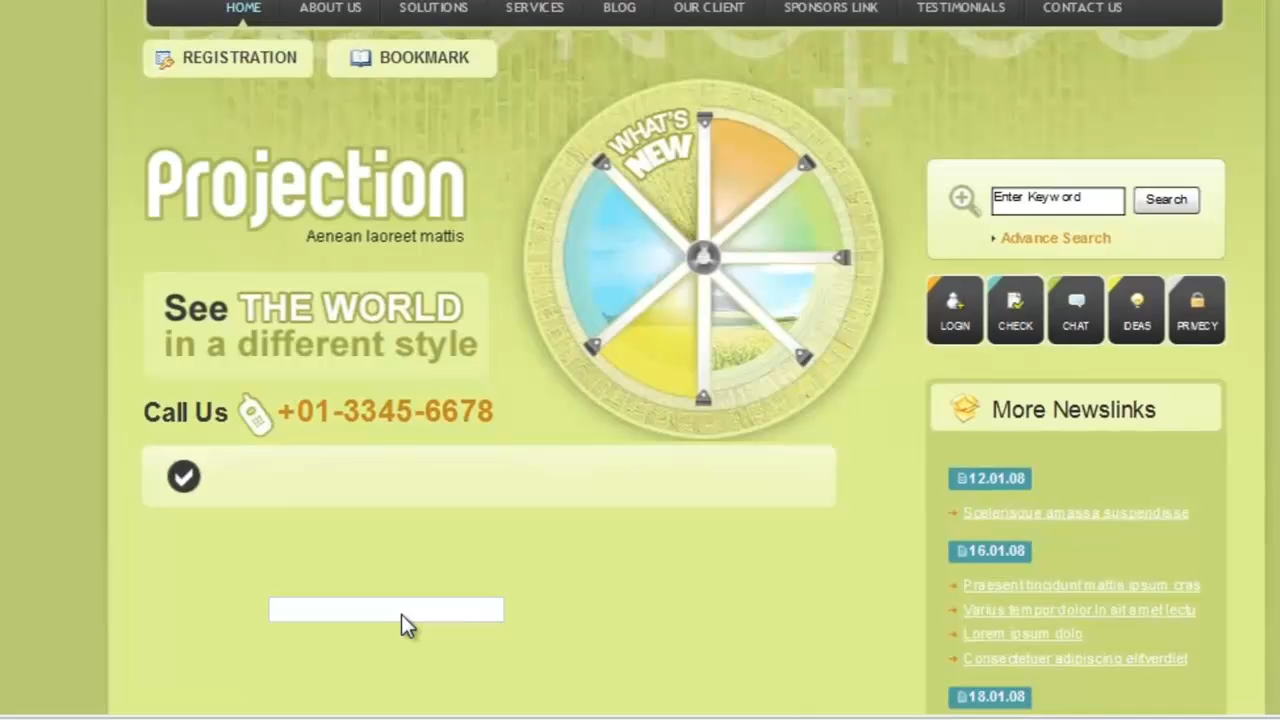 HOME ABOUT US SOLUTIONS SERVICES BLOG OUR CLIENT SPONSORS LINK TESTIMONIALS CONTACT US
REGISTRATION BOOKMARK
WHAT'S
NEW
Projection
Aenean laoreet mattis
See THE WORLD
in a different style
Call Us +01-3345-6678
Enter Keyword Search
Advance Search
LOGIN CHECK CHAT IDEAS PRIVECY
More Newslinks
12.01.08
Scelerisque amassa suspendisse
16.01.08
Praesent tincidunt mattis ipsum cras
Varius tempor dolor In sit amet lectu
Lorem ipsum dolo
Consectetuer adipiscing elitverdiet
18.01.08